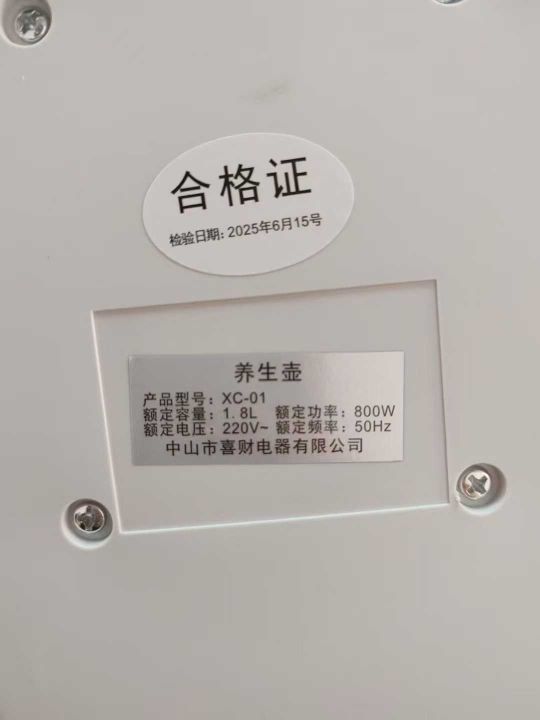 合格证
检验日期：2025年6月15号
养生壶
产品型号：XC-01
额定容量：1.8L 额定功率：800W
额定电压：220V~ 额定频率：50Hz
中山市喜财电器有限公司